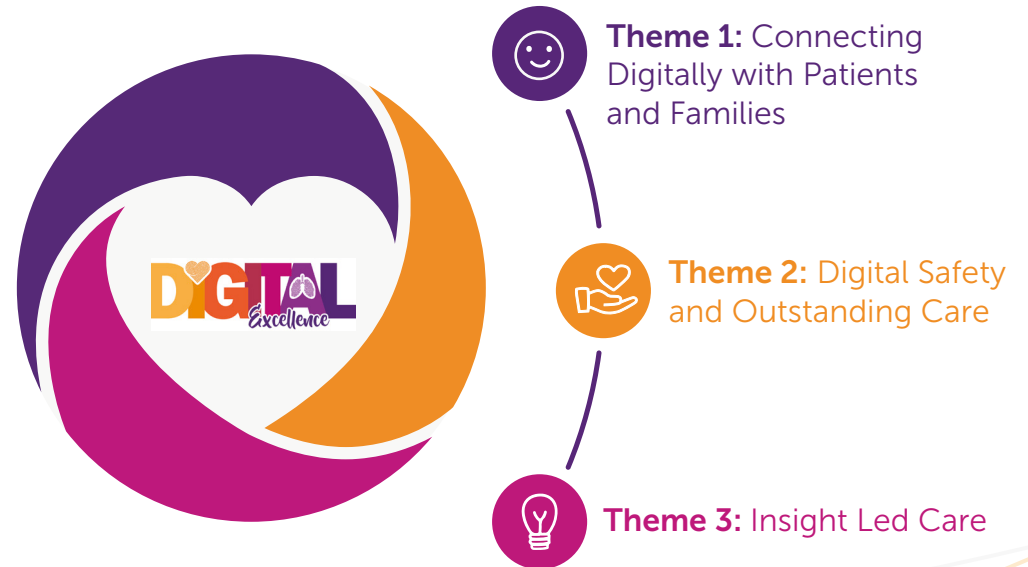 DIGITAL
Excellence
Theme 1: Connecting
Digitally with Patients
and Families
Theme 2: Digital Safety
and Outstanding Care
Theme 3: Insight Led Care